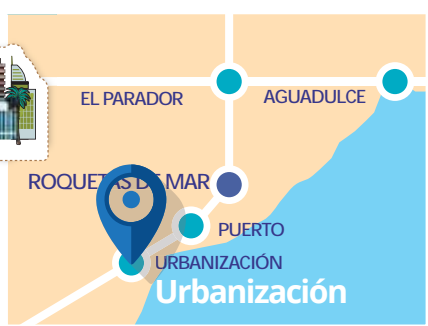 EL PARADOR
AGUADULCE
ROQUETAS DE MAR
PUERTO
URBANIZACIÓN
Urbanización